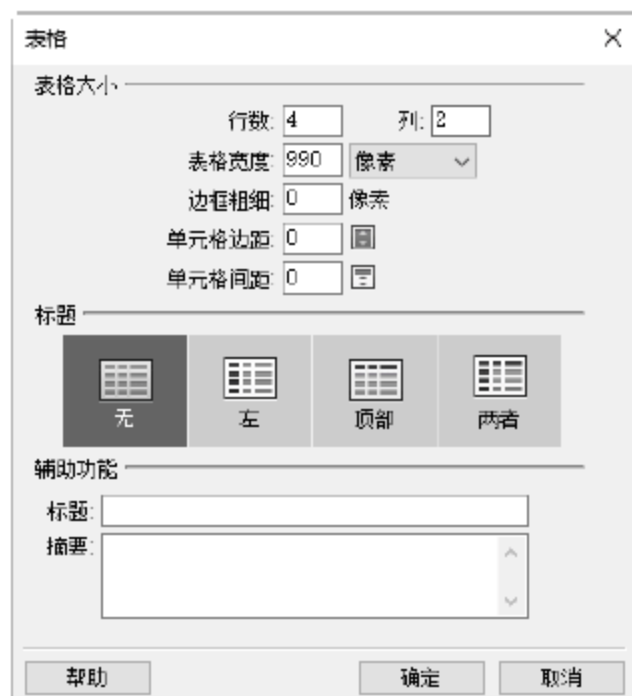 表格
表格大小
行数: 4 列: 2
表格宽度: 990 像素
边框粗细: 0 像素
单元格边距: 0
单元格间距: 0
标题
无 左 顶部 两者
辅助功能
标题:
摘要:
帮助 确定 取消